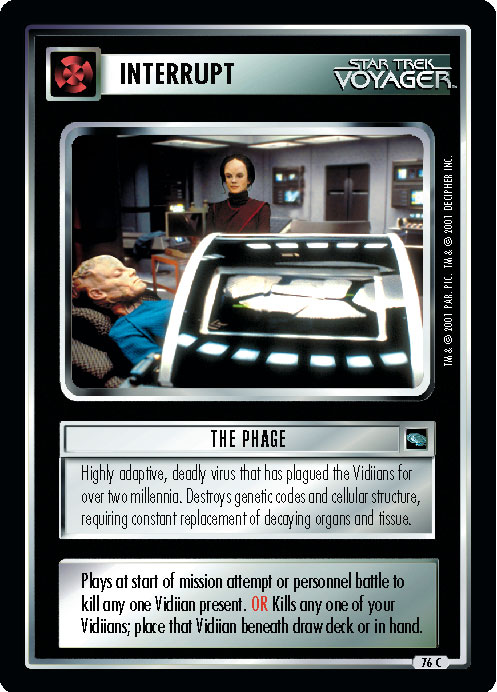 INTERRUPT
STAR TREK
VOYAGER™
TM & © 2001 PAR. PIC. TM & © 2001 DECIPHER INC.
THE PHAGE
Highly adaptive, deadly virus that has plagued the Vidiians for
over two millennia. Destroys genetic codes and cellular structure,
requiring constant replacement of decaying organs and tissue.
Plays at start of mission attempt or personnel battle to
kill any one Vidiian present. OR Kills any one of your
Vidiians; place that Vidiian beneath draw deck or in hand.
76 C